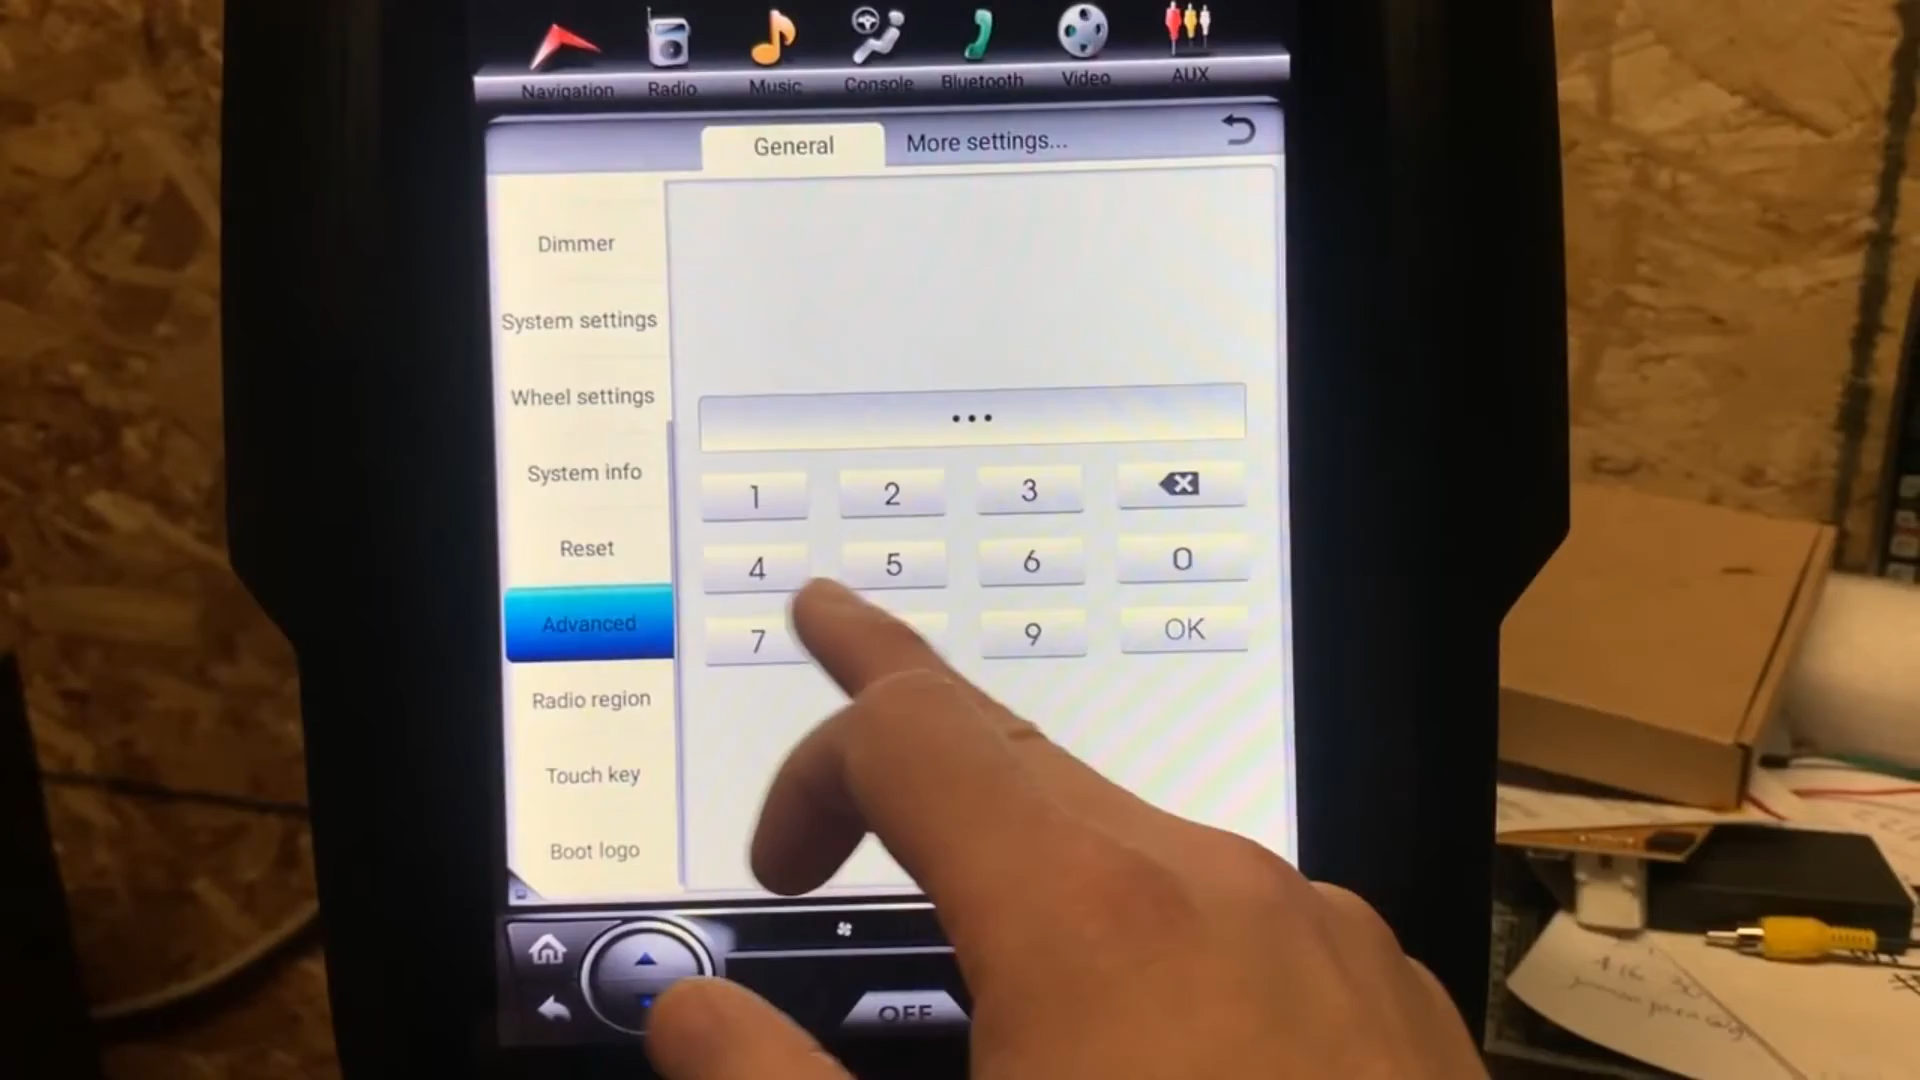 Navigation Radio Music Console Bluetooth Video AUX
General More settings...
Dimmer
System settings
Wheel settings
System info
Reset
Advanced
Radio region
Touch key
Boot logo
•••
1 2 3
4 5 6 0
7 9 OK
OFF